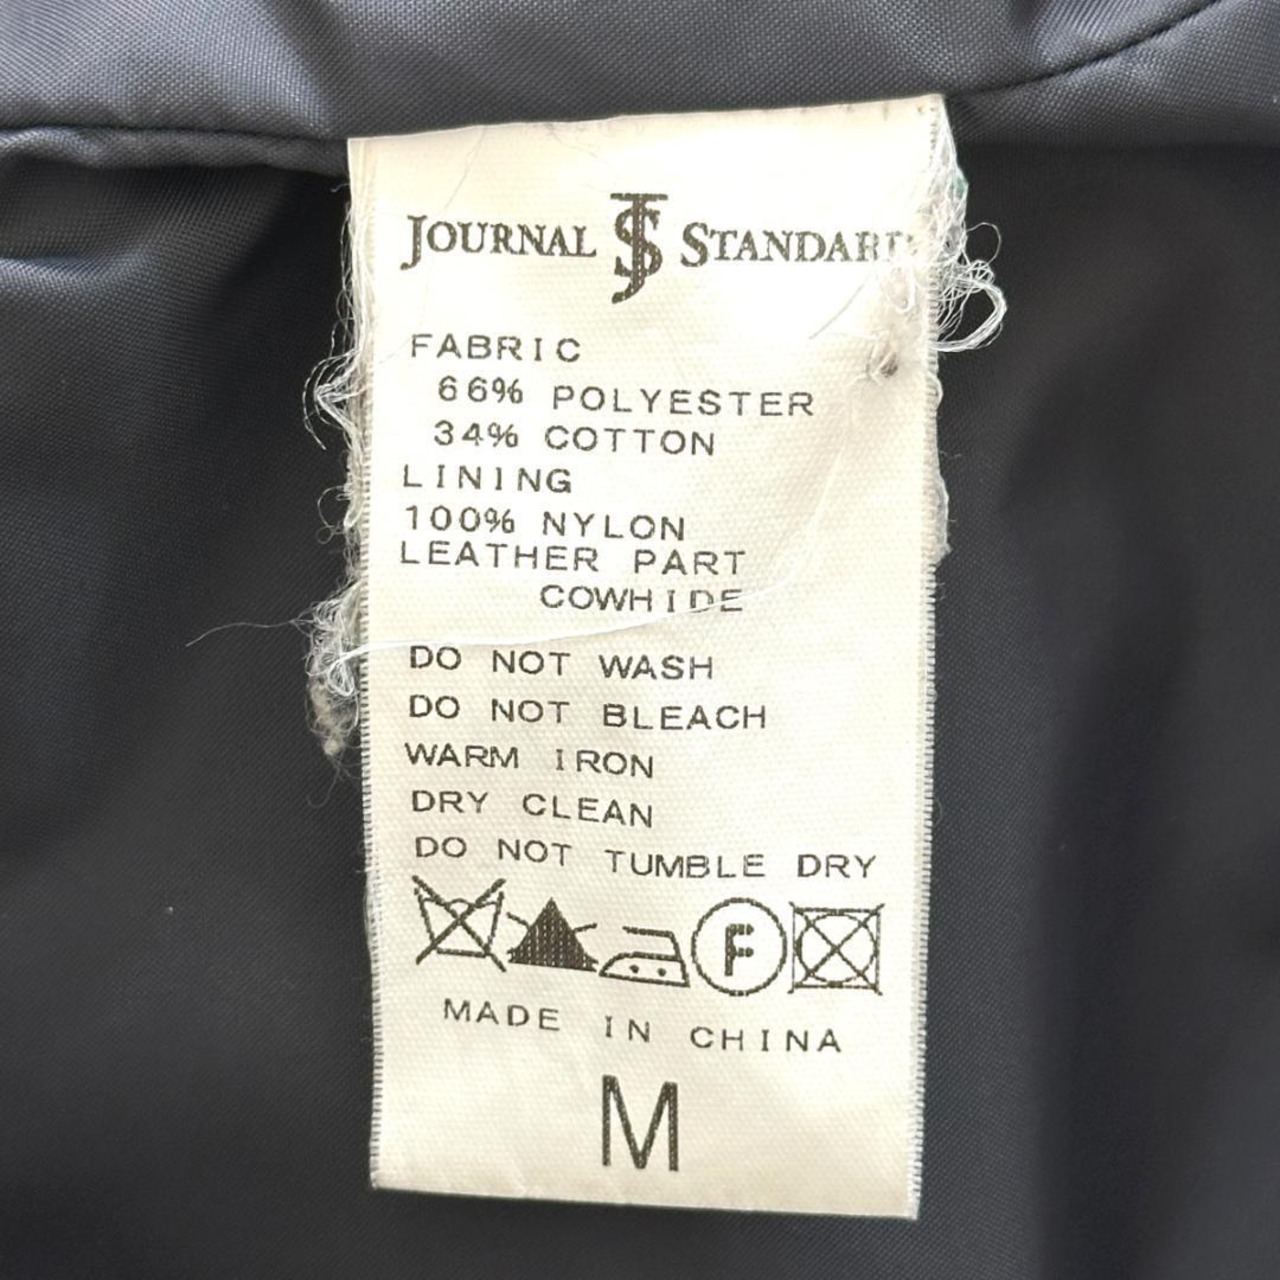 JOURNAL JS STANDARD
FABRIC
66% POLYESTER
34% COTTON
LINING
100% NYLON
LEATHER PART
COWHIDE
DO NOT WASH
DO NOT BLEACH
WARM IRON
DRY CLEAN
DO NOT TUMBLE DRY
F
MADE IN CHINA
M